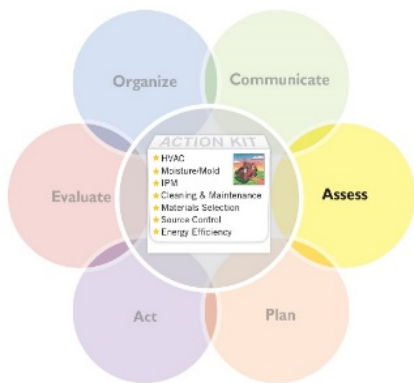 Organize
Communicate
ACTION KIT
HVAC
Moisture/Mold
IPM
Cleaning & Maintenance
Materials Selection
Source Control
Energy Efficiency
Evaluate
Assess
Act
Plan